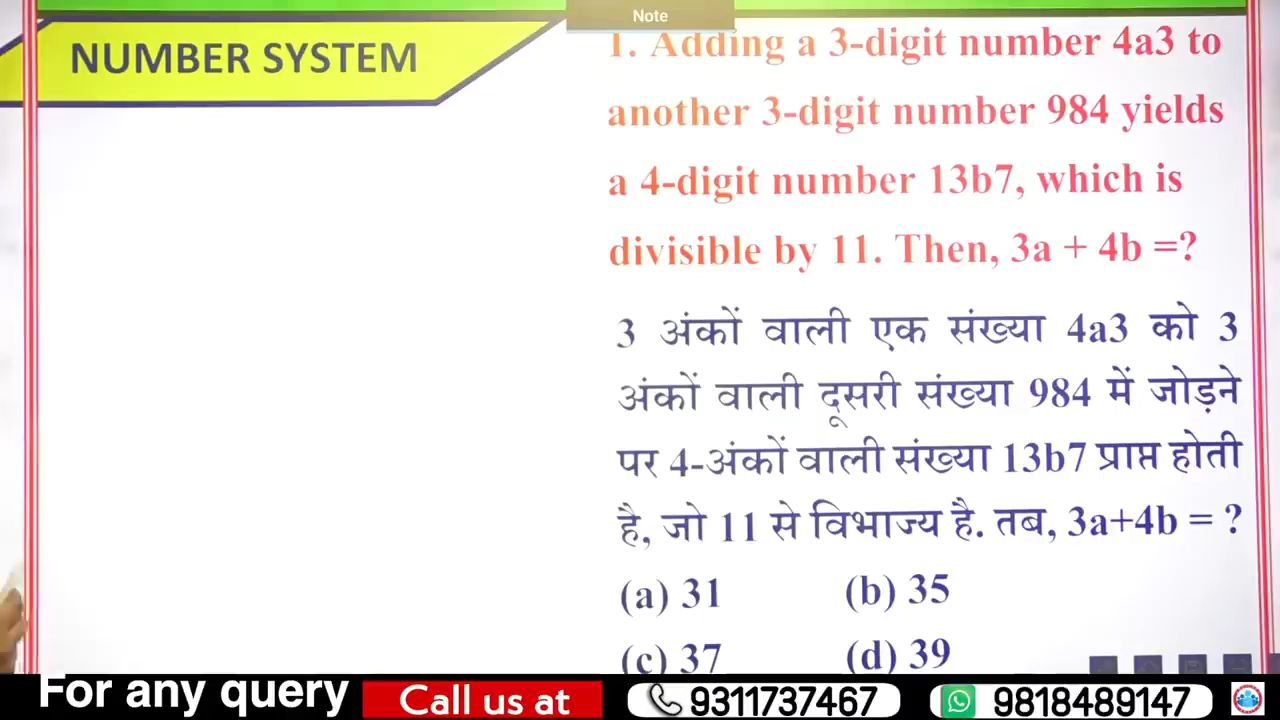 Note
NUMBER SYSTEM
1. Adding a 3-digit number 4a3 to
another 3-digit number 984 yields
a 4-digit number 13b7, which is
divisible by 11. Then, 3a + 4b =?
3 अंकों वाली एक संख्या 4a3 को 3
अंकों वाली दूसरी संख्या 984 में जोड़ने
पर 4-अंकों वाली संख्या 13b7 प्राप्त होती
है, जो 11 से विभाज्य है. तब, 3a+4b = ?
(a) 31 (b) 35
(c) 37 (d) 39
For any query Call us at 9311737467 9818489147